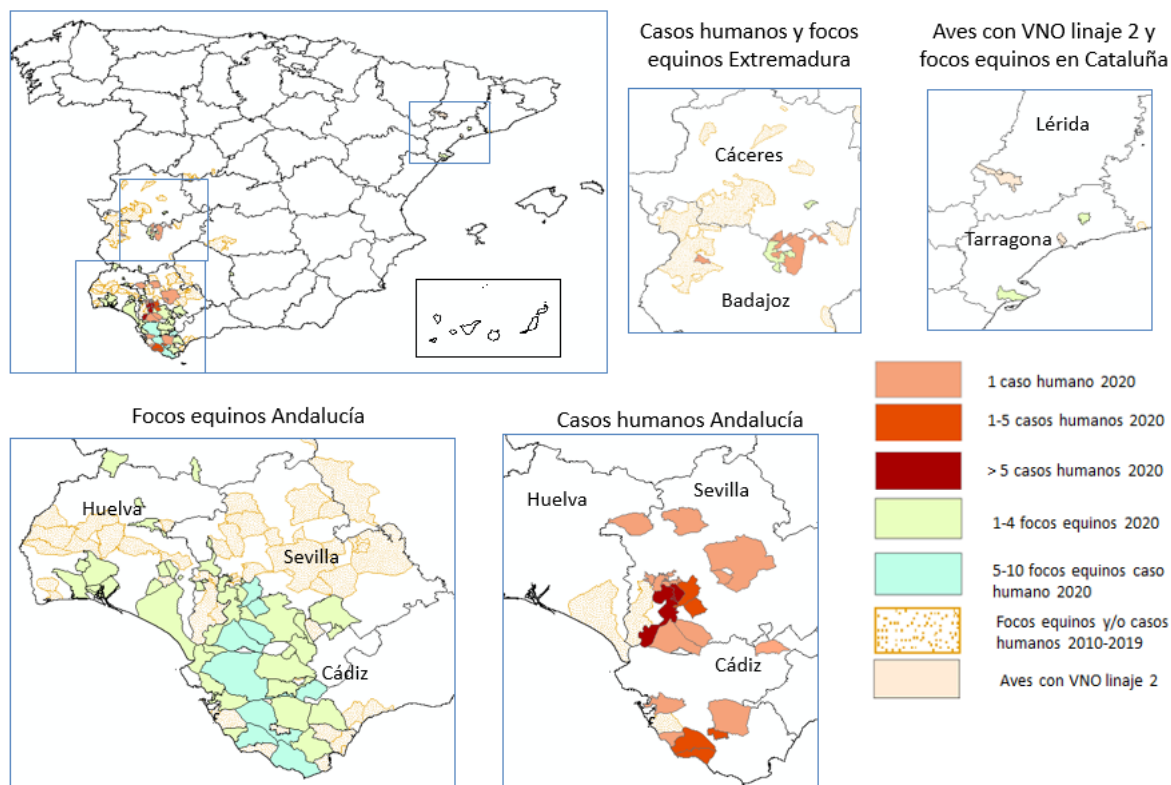 Casos humanos y focos
equinos Extremadura
Aves con VNO linaje 2 y
focos equinos en Cataluña
Cáceres
Badajoz
Lérida
Tarragona
Focos equinos Andalucía
Huelva
Sevilla
Cádiz
Casos humanos Andalucía
Huelva
Sevilla
Cádiz
1 caso humano 2020
1-5 casos humanos 2020
> 5 casos humanos 2020
1-4 focos equinos 2020
5-10 focos equinos caso
humano 2020
Focos equinos y/o casos
humanos 2010-2019
Aves con VNO linaje 2